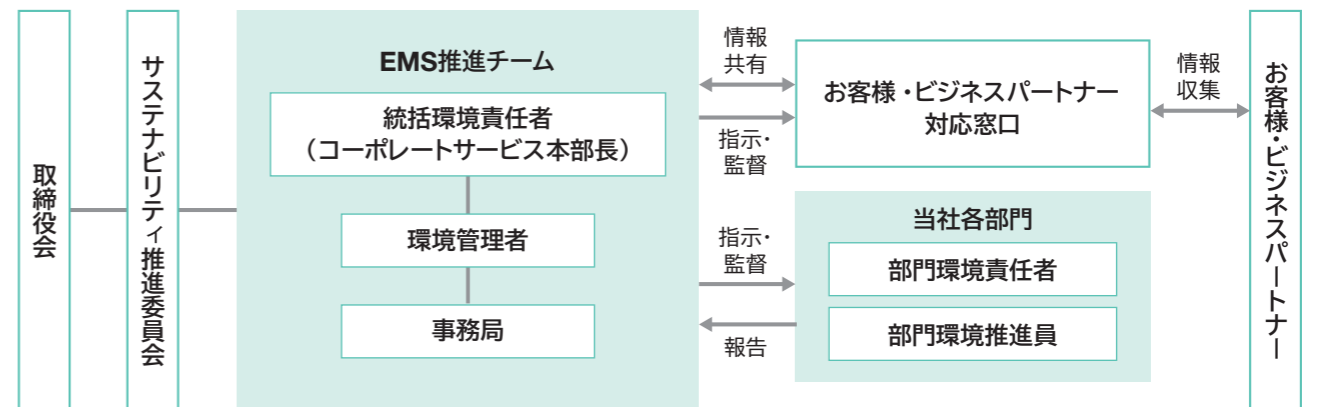 取締役会
サステナビリティ推進委員会
EMS推進チーム
統括環境責任者
（コーポレートサービス本部長）
環境管理者
事務局
情報
共有
指示・
監督
指示・
監督
報告
お客様・ビジネスパートナー
対応窓口
当社各部門
部門環境責任者
部門環境推進員
情報
収集
お客様・ビジネスパートナー